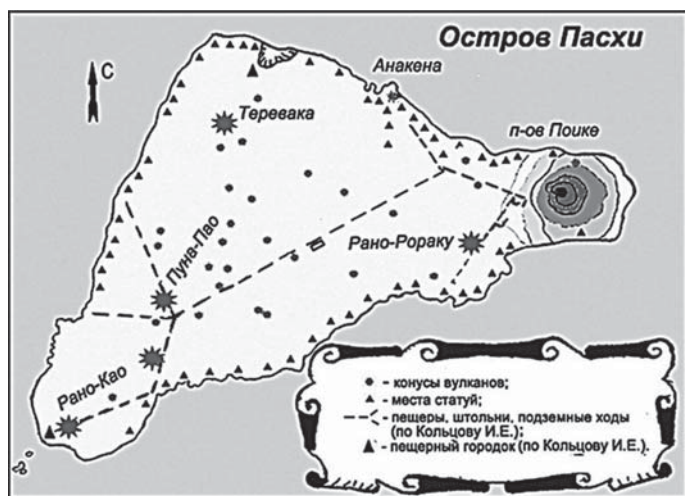 Остров Пасхи
С
Анакена
Теревака
п-ов Поике
Рано-Рораку
Пуна-Пао
Рано-Као
- конусы вулканов;
- места статуй;
- пещеры, штольни, подземные ходы
(по Кольцову И.Е.);
- пещерный городок (по Кольцову И.Е.).